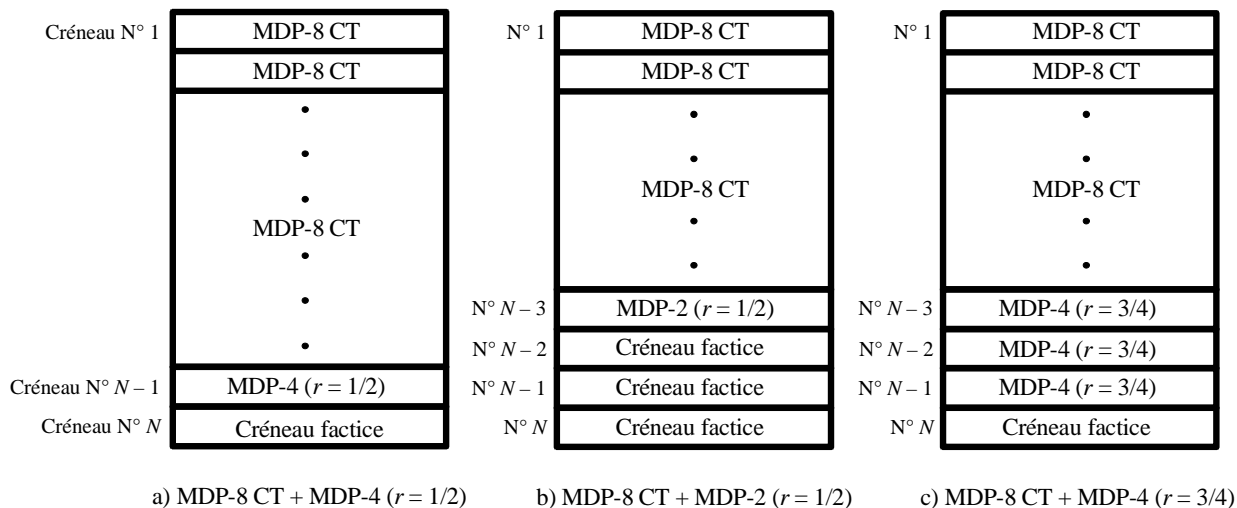 Créneau N° 1
MDP-8 CT
MDP-8 CT
MDP-8 CT
Créneau N° N – 1
MDP-4 (r = 1/2)
Créneau N° N
Créneau factice
a) MDP-8 CT + MDP-4 (r = 1/2)
N° 1
MDP-8 CT
MDP-8 CT
MDP-8 CT
N° N – 3
MDP-2 (r = 1/2)
N° N – 2
Créneau factice
N° N – 1
Créneau factice
N° N
Créneau factice
b) MDP-8 CT + MDP-2 (r = 1/2)
N° 1
MDP-8 CT
MDP-8 CT
MDP-8 CT
N° N – 3
MDP-4 (r = 3/4)
N° N – 2
MDP-4 (r = 3/4)
N° N – 1
MDP-4 (r = 3/4)
N° N
Créneau factice
c) MDP-8 CT + MDP-4 (r = 3/4)